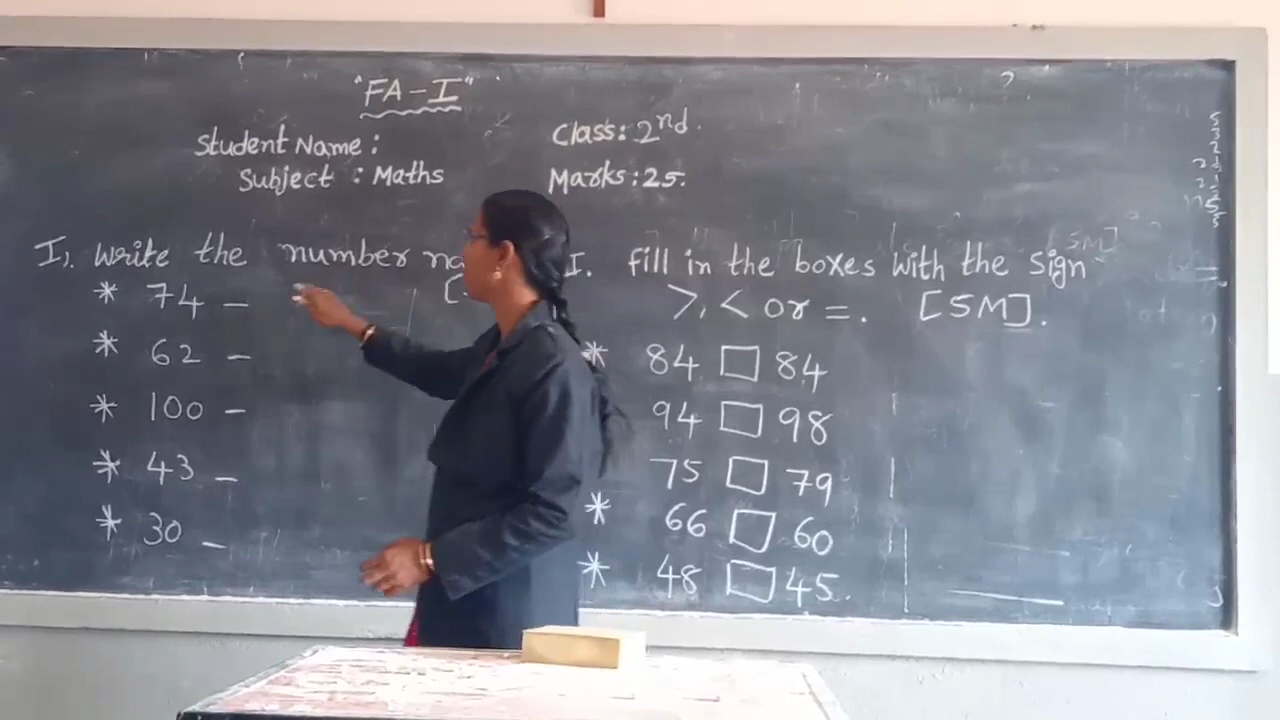 "FA-I"
Student Name :
Class: 2nd.
Subject : Maths
Marks: 25.
I). Write the number
* 74 –
* 62 –
* 100 –
* 43 –
* 30 –
I. fill in the boxes with the sign
>, < or =. [5M].
* 84 □ 84
94 □ 98
75 □ 79
* 66 □ 60
* 48 □ 45.